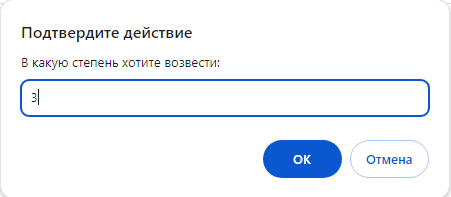 Подтвердите действие
В какую степень хотите возвести:
3
ОК
Отмена